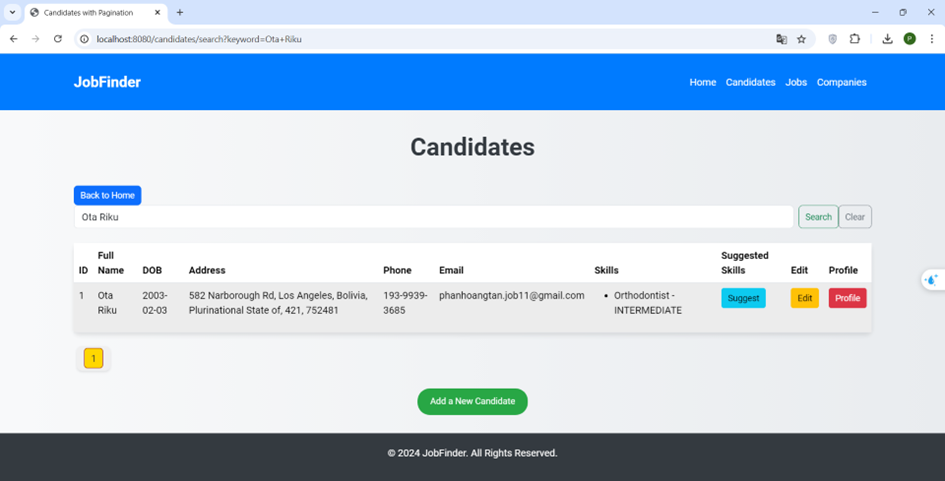 Candidates with Pagination
localhost:8080/candidates/search?keyword=Ota+Riku
P
JobFinder
Home Candidates Jobs Companies
Candidates
Back to Home
Ota Riku
Search Clear
ID Full Name DOB Address Phone Email Skills Suggested Skills Edit Profile
1 Ota Riku 2003-02-03 582 Narborough Rd, Los Angeles, Bolivia, Plurinational State of, 421, 752481 193-9939-3685 phanhoangtan.job11@gmail.com • Orthodontist - INTERMEDIATE Suggest Edit Profile
1
Add a New Candidate
© 2024 JobFinder. All Rights Reserved.